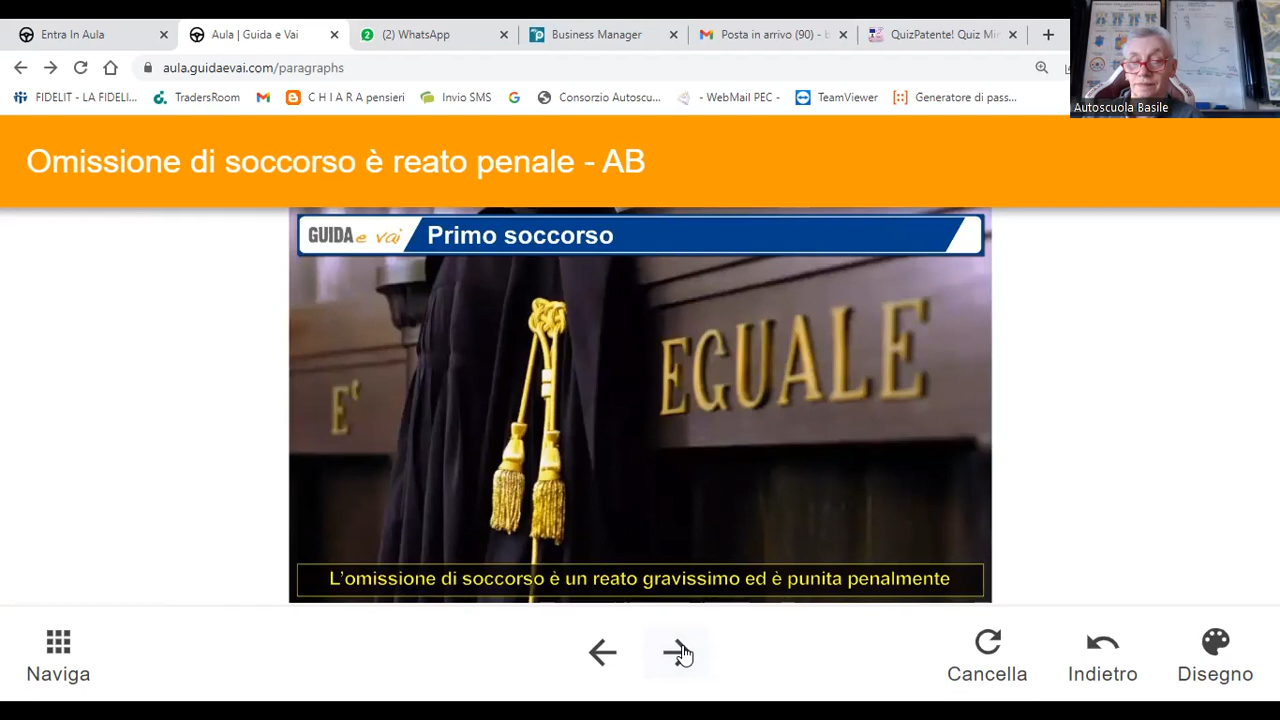 Entra In Aula
Aula | Guida e Vai
(2) WhatsApp
Business Manager
Posta in arrivo (90) - b
QuizPatente! Quiz Min
aula.guidaevai.com/paragraphs
FIDELIT - LA FIDELI...
TradersRoom
C H I A R A pensieri
Invio SMS
Consorzio Autoscu...
- WebMail PEC -
TeamViewer
Generatore di pass...
Autoscuola Basile
Omissione di soccorso è reato penale - AB
GUIDA e vai
Primo soccorso
E' EGUALE
L'omissione di soccorso è un reato gravissimo ed è punita penalmente
Naviga
Cancella
Indietro
Disegno